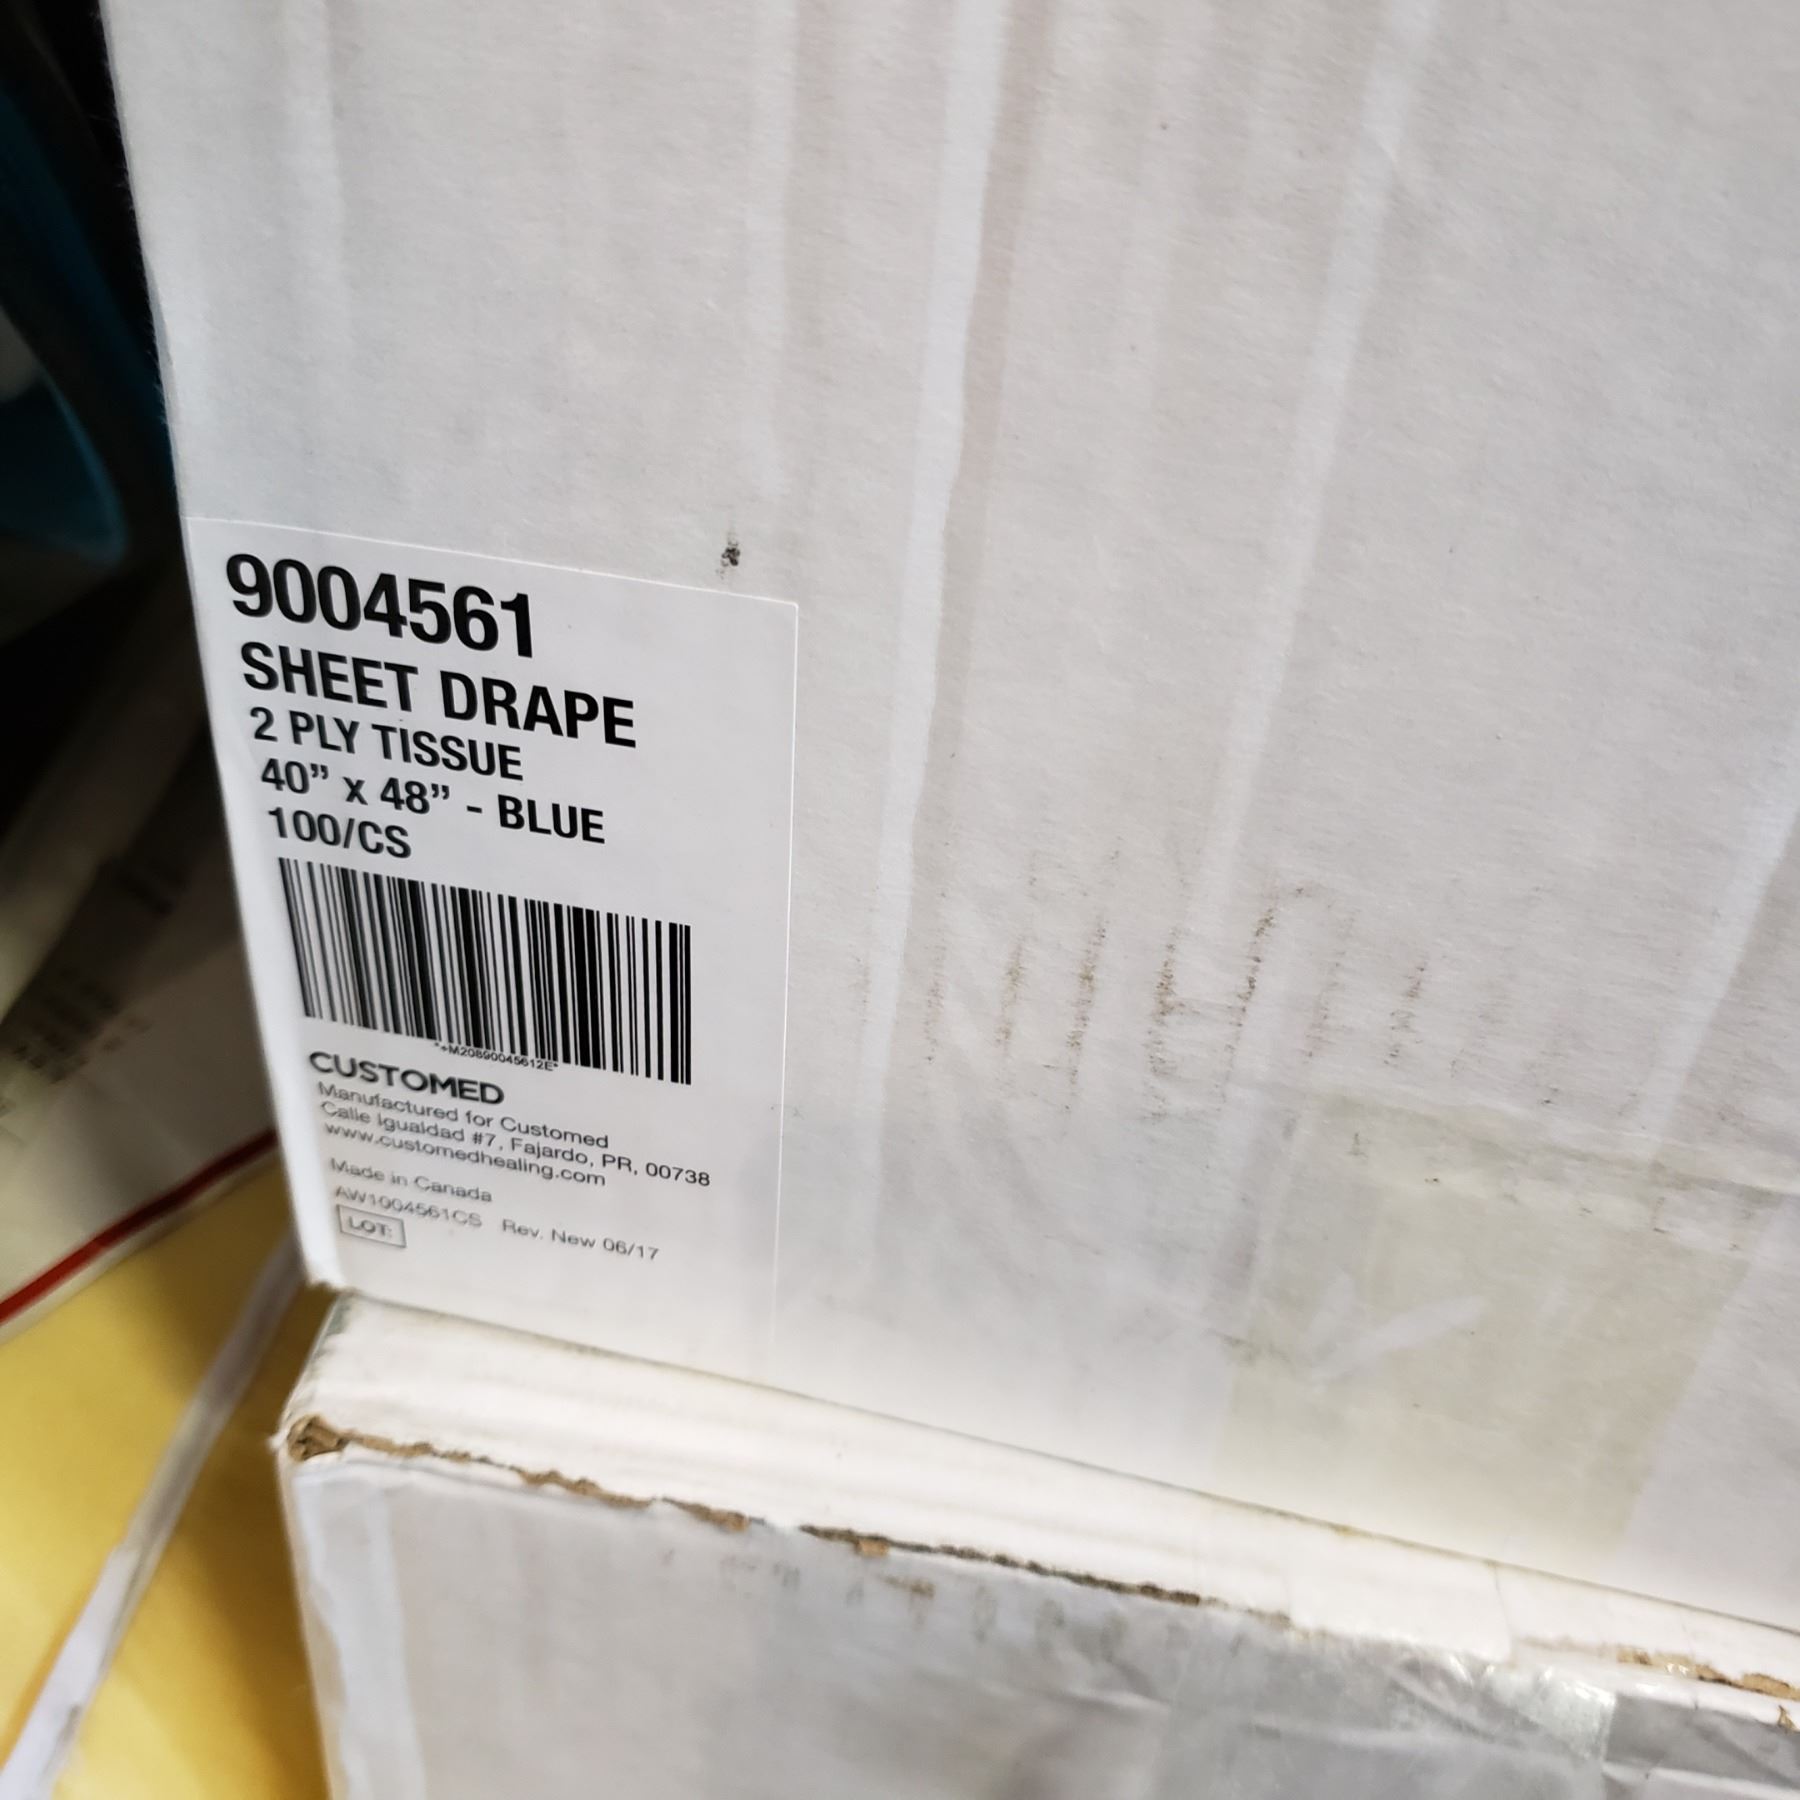 9004561
SHEET DRAPE
2 PLY TISSUE
40” x 48” - BLUE
100/CS
*+M20890045612E*
CUSTOMED
Manufactured for Customed
Calle Igualdad #7, Fajardo, PR, 00738
www.customedhealing.com
Made in Canada
AW1004561CS Rev. New 06/17
LOT: